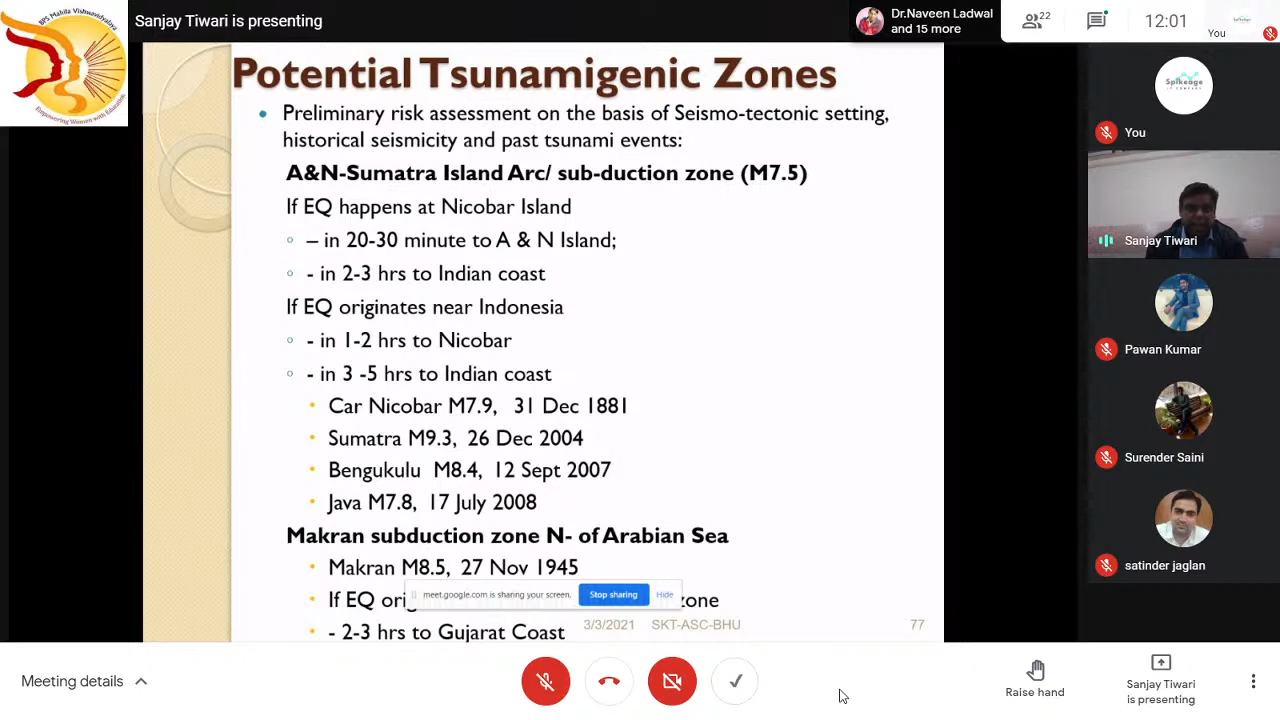 Sanjay Tiwari is presenting
Dr.Naveen Ladwal
and 15 more
22
12:01
You
BPS Mahila Vishwavidyalaya
Empowering Women with Education
Potential Tsunamigenic Zones
• Preliminary risk assessment on the basis of Seismo-tectonic setting,
historical seismicity and past tsunami events:
A&N-Sumatra Island Arc/ sub-duction zone (M7.5)
If EQ happens at Nicobar Island
– in 20-30 minute to A & N Island;
- in 2-3 hrs to Indian coast
If EQ originates near Indonesia
- in 1-2 hrs to Nicobar
- in 3 -5 hrs to Indian coast
• Car Nicobar M7.9, 31 Dec 1881
• Sumatra M9.3, 26 Dec 2004
• Bengukulu M8.4, 12 Sept 2007
• Java M7.8, 17 July 2008
Makran subduction zone N- of Arabian Sea
• Makran M8.5, 27 Nov 1945
meet.google.com is sharing your screen. Stop sharing Hide
• If EQ zone
• - 2-3 hrs to Gujarat Coast
3/3/2021 SKT-ASC-BHU 77
Spikeage
You
Sanjay Tiwari
Pawan Kumar
Surender Saini
satinder jaglan
Meeting details
Raise hand
Sanjay Tiwari
is presenting